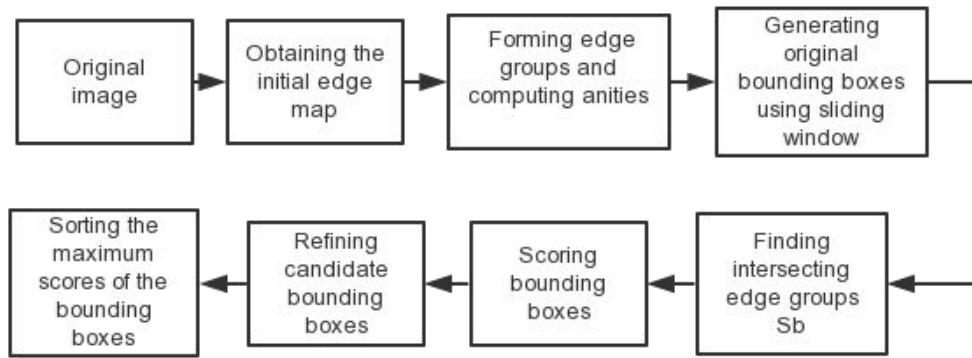 Original
image
Obtaining the
initial edge
map
Forming edge
groups and
computing anities
Generating
original
bounding boxes
using sliding
window
Finding
intersecting
edge groups
Sb
Scoring
bounding
boxes
Refining
candidate
bounding
boxes
Sorting the
maximum
scores of the
bounding
boxes